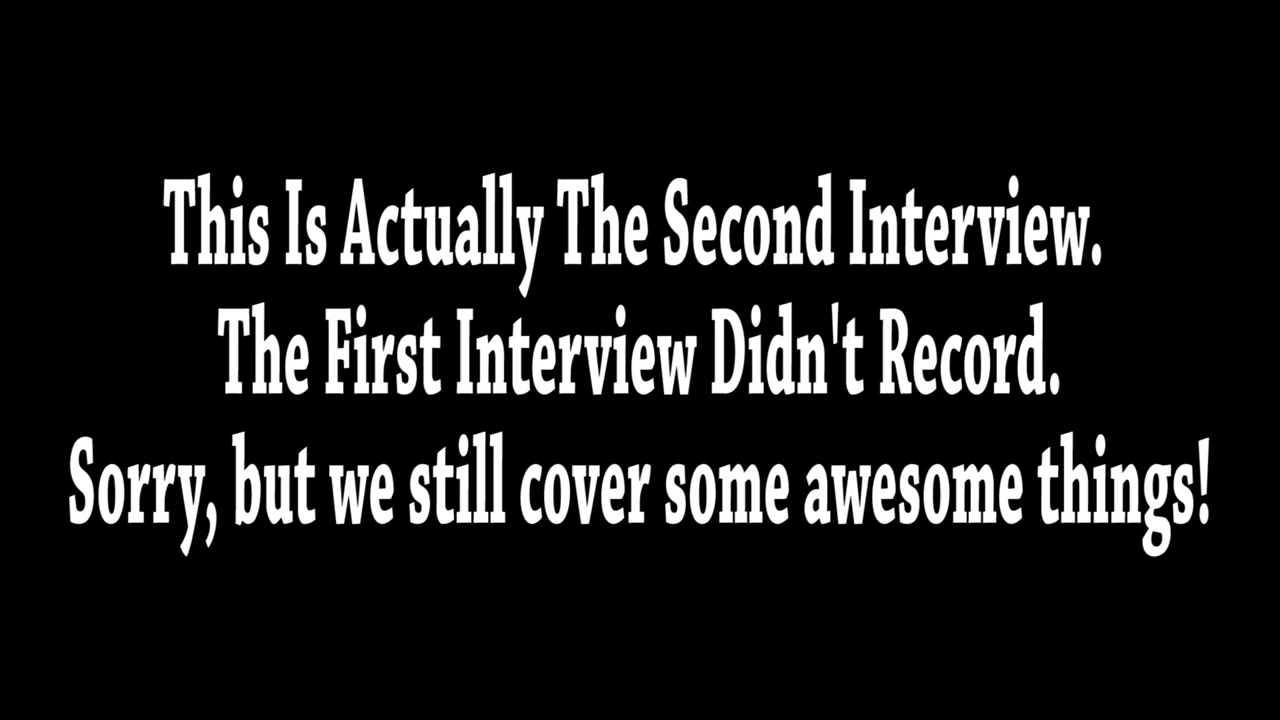 This Is Actually The Second Interview.
The First Interview Didn't Record.
Sorry, but we still cover some awesome things!